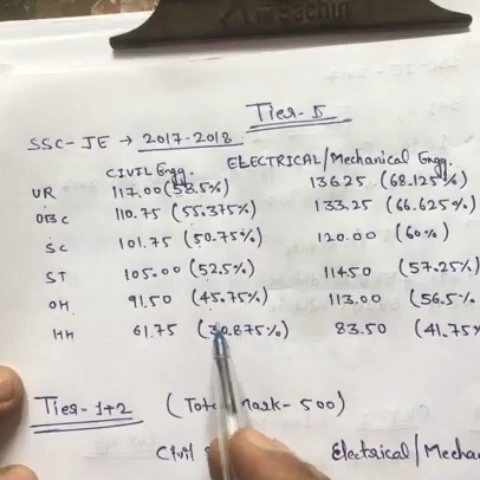 Tier-I
SSC-JE → 2017-2018
CIVIL Engg. ELECTRICAL/Mechanical Engg.
UR 117.00 (58.5%) 136.25 (68.125%)
OBC 110.75 (55.375%) 133.25 (66.625%)
SC 101.75 (50.75%) 120.00 (60%)
ST 105.00 (52.5%) 114.50 (57.25%)
OH 91.50 (45.75%) 113.00 (56.5%
HH 61.75 (30.875%) 83.50 (41.75%
Tier-1+2 (Total Mark-500)
Civil Electrical/Mecha